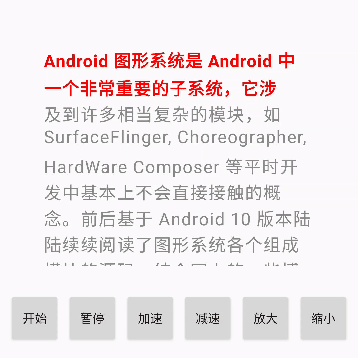 Android 图形系统是 Android 中
一个非常重要的子系统，它涉
及到许多相当复杂的模块，如
SurfaceFlinger, Choreographer,
HardWare Composer 等平时开
发中基本上不会直接接触的概
念。前后基于 Android 10 版本陆
陆续续阅读了图形系统各个组成
开始 暂停 加速 减速 放大 缩小